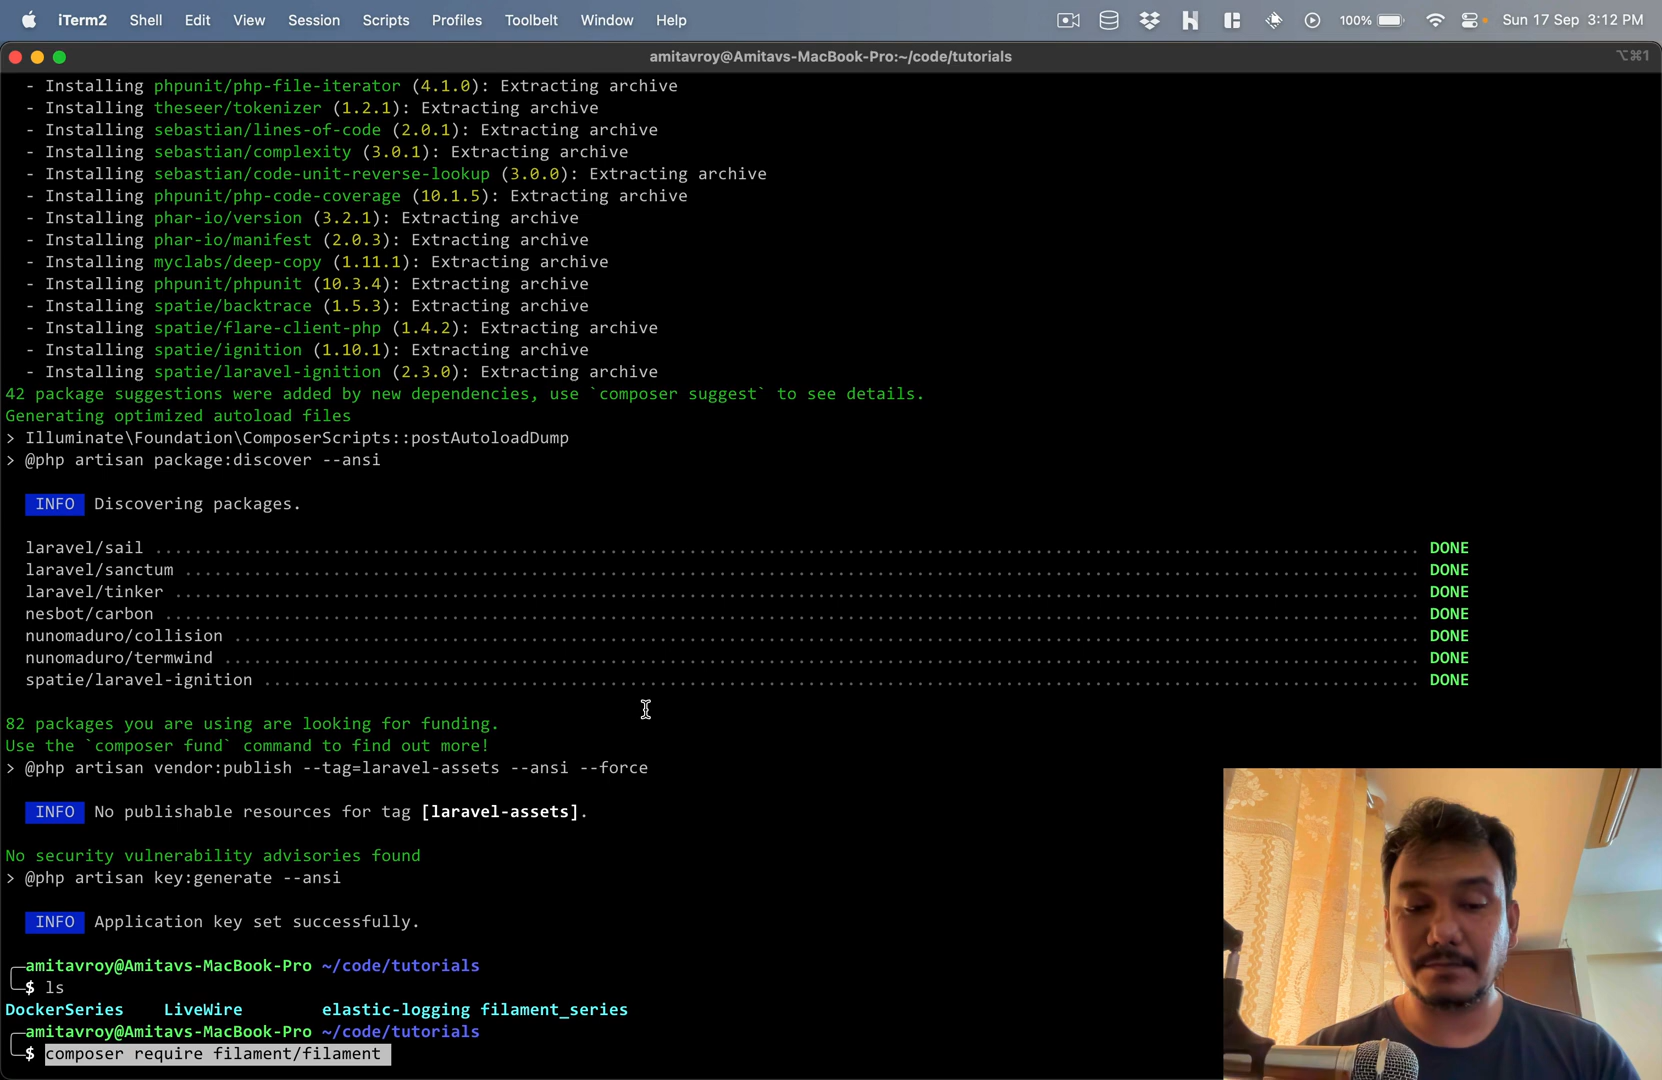 iTerm2 Shell Edit View Session Scripts Profiles Toolbelt Window Help 100% Sun 17 Sep 3:12 PM
amitavroy@Amitavs-MacBook-Pro:~/code/tutorials ⌥⌘1
- Installing phpunit/php-file-iterator (4.1.0): Extracting archive
- Installing theseer/tokenizer (1.2.1): Extracting archive
- Installing sebastian/lines-of-code (2.0.1): Extracting archive
- Installing sebastian/complexity (3.0.1): Extracting archive
- Installing sebastian/code-unit-reverse-lookup (3.0.0): Extracting archive
- Installing phpunit/php-code-coverage (10.1.5): Extracting archive
- Installing phar-io/version (3.2.1): Extracting archive
- Installing phar-io/manifest (2.0.3): Extracting archive
- Installing myclabs/deep-copy (1.11.1): Extracting archive
- Installing phpunit/phpunit (10.3.4): Extracting archive
- Installing spatie/backtrace (1.5.3): Extracting archive
- Installing spatie/flare-client-php (1.4.2): Extracting archive
- Installing spatie/ignition (1.10.1): Extracting archive
- Installing spatie/laravel-ignition (2.3.0): Extracting archive
42 package suggestions were added by new dependencies, use `composer suggest` to see details.
Generating optimized autoload files
> Illuminate\Foundation\ComposerScripts::postAutoloadDump
> @php artisan package:discover --ansi
INFO Discovering packages.
laravel/sail ........ DONE
laravel/sanctum ........ DONE
laravel/tinker ........ DONE
nesbot/carbon ........ DONE
nunomaduro/collision ........ DONE
nunomaduro/termwind ........ DONE
spatie/laravel-ignition ........ DONE
82 packages you are using are looking for funding.
Use the `composer fund` command to find out more!
> @php artisan vendor:publish --tag=laravel-assets --ansi --force
INFO No publishable resources for tag [laravel-assets].
No security vulnerability advisories found
> @php artisan key:generate --ansi
INFO Application key set successfully.
amitavroy@Amitavs-MacBook-Pro ~/code/tutorials
$ ls
DockerSeries LiveWire elastic-logging filament_series
amitavroy@Amitavs-MacBook-Pro ~/code/tutorials
$ composer require filament/filament